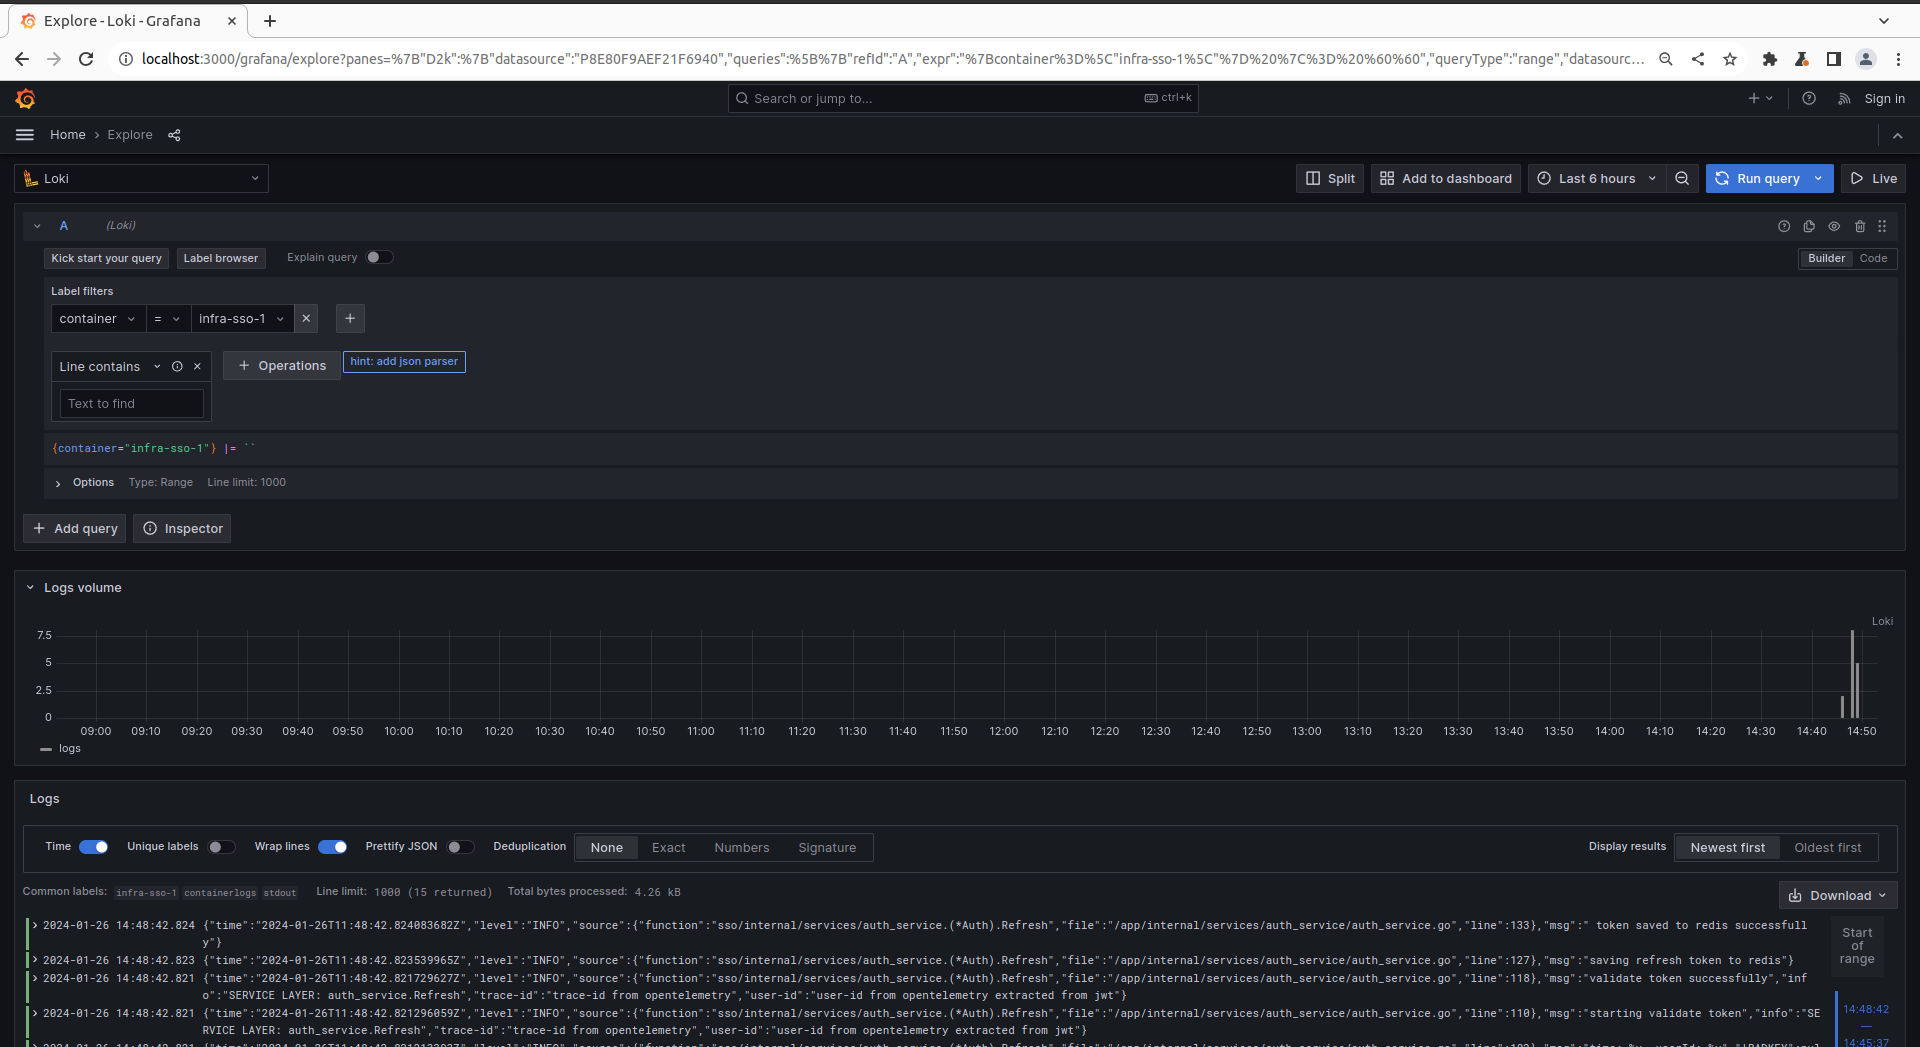 Explore - Loki - Grafana
localhost:3000/grafana/explore?panes=%7B"D2k":%7B"datasource":"P8E80F9AEF21F6940","queries":%5B%7B"refId":"A","expr":"%7Bcontainer%3D%5C"infra-sso-1%5C"%7D%20%7C%3D%20%60%60","queryType":"range","datasourc...
Search or jump to... ctrl+k Sign in
Home Explore
Loki Split Add to dashboard Last 6 hours Run query Live
A (Loki)
Kick start your query Label browser Explain query Builder Code
Label filters
container = infra-sso-1
Line contains Operations hint: add json parser
Text to find
{container="infra-sso-1"} |= ``
Options Type: Range Line limit: 1000
Add query Inspector
Logs volume
Loki
7.5
5
2.5
0
09:00 09:10 09:20 09:30 09:40 09:50 10:00 10:10 10:20 10:30 10:40 10:50 11:00 11:10 11:20 11:30 11:40 11:50 12:00 12:10 12:20 12:30 12:40 12:50 13:00 13:10 13:20 13:30 13:40 13:50 14:00 14:10 14:20 14:30 14:40 14:50
logs
Logs
Time Unique labels Wrap lines Prettify JSON Deduplication None Exact Numbers Signature Display results Newest first Oldest first
Common labels: infra-sso-1 containerlogs stdout Line limit: 1000 (15 returned) Total bytes processed: 4.26 kB
Download
2024-01-26 14:48:42.824 {"time":"2024-01-26T11:48:42.824083682Z","level":"INFO","source":{"function":"sso/internal/services/auth_service.(*Auth).Refresh","file":"/app/internal/services/auth_service/auth_service.go","line":133},"msg":" token saved to redis successfull
y"}
2024-01-26 14:48:42.823 {"time":"2024-01-26T11:48:42.823539965Z","level":"INFO","source":{"function":"sso/internal/services/auth_service.(*Auth).Refresh","file":"/app/internal/services/auth_service/auth_service.go","line":127},"msg":"saving refresh token to redis"}
2024-01-26 14:48:42.821 {"time":"2024-01-26T11:48:42.821729627Z","level":"INFO","source":{"function":"sso/internal/services/auth_service.(*Auth).Refresh","file":"/app/internal/services/auth_service/auth_service.go","line":118},"msg":"validate token successfully","inf
o":"SERVICE LAYER: auth_service.Refresh","trace-id":"trace-id from opentelemetry","user-id":"user-id from opentelemetry extracted from jwt"}
2024-01-26 14:48:42.821 {"time":"2024-01-26T11:48:42.821296059Z","level":"INFO","source":{"function":"sso/internal/services/auth_service.(*Auth).Refresh","file":"/app/internal/services/auth_service/auth_service.go","line":110},"msg":"starting validate token","info":"SE
RVICE LAYER: auth_service.Refresh","trace-id":"trace-id from opentelemetry","user-id":"user-id from opentelemetry extracted from jwt"}
Start
of
range
14:48:42
—
14:45:37